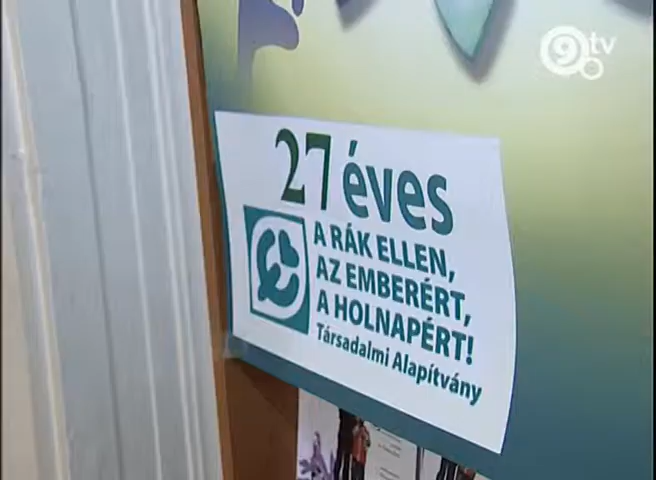 9tv
27 éves
A RÁK ELLEN,
AZ EMBERÉRT,
A HOLNAPÉRT!
Társadalmi Alapítvány